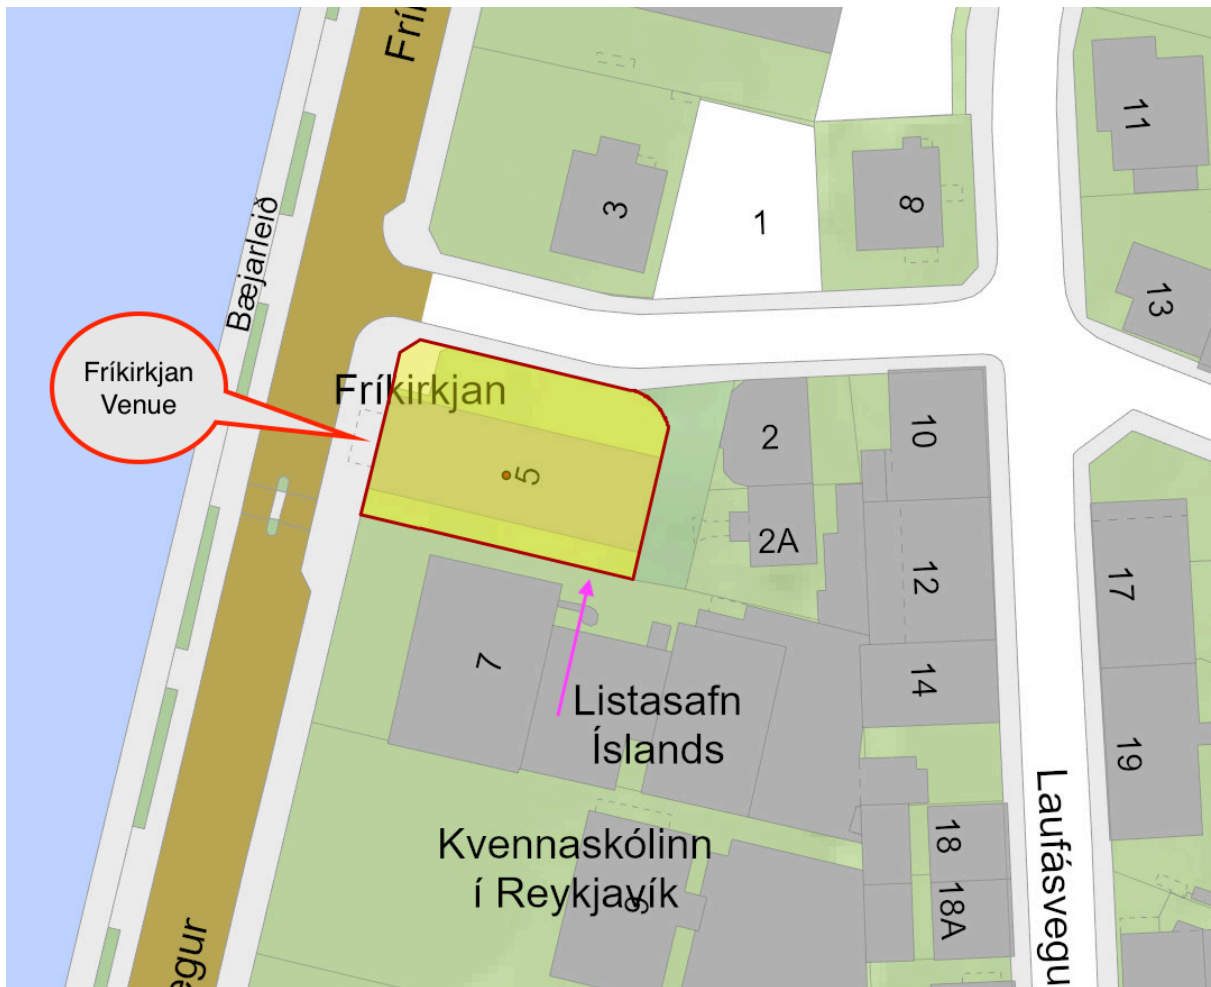 Frí
11
3
8
1
Bæjarleið
13
Fríkirkjan
Venue
Fríkirkjan
2
10
5
2A
12
17
7
14
Listasafn
Íslands
19
Laufásvegu
Kvennaskólinn
í Reykjavík
9
18
18A
egur